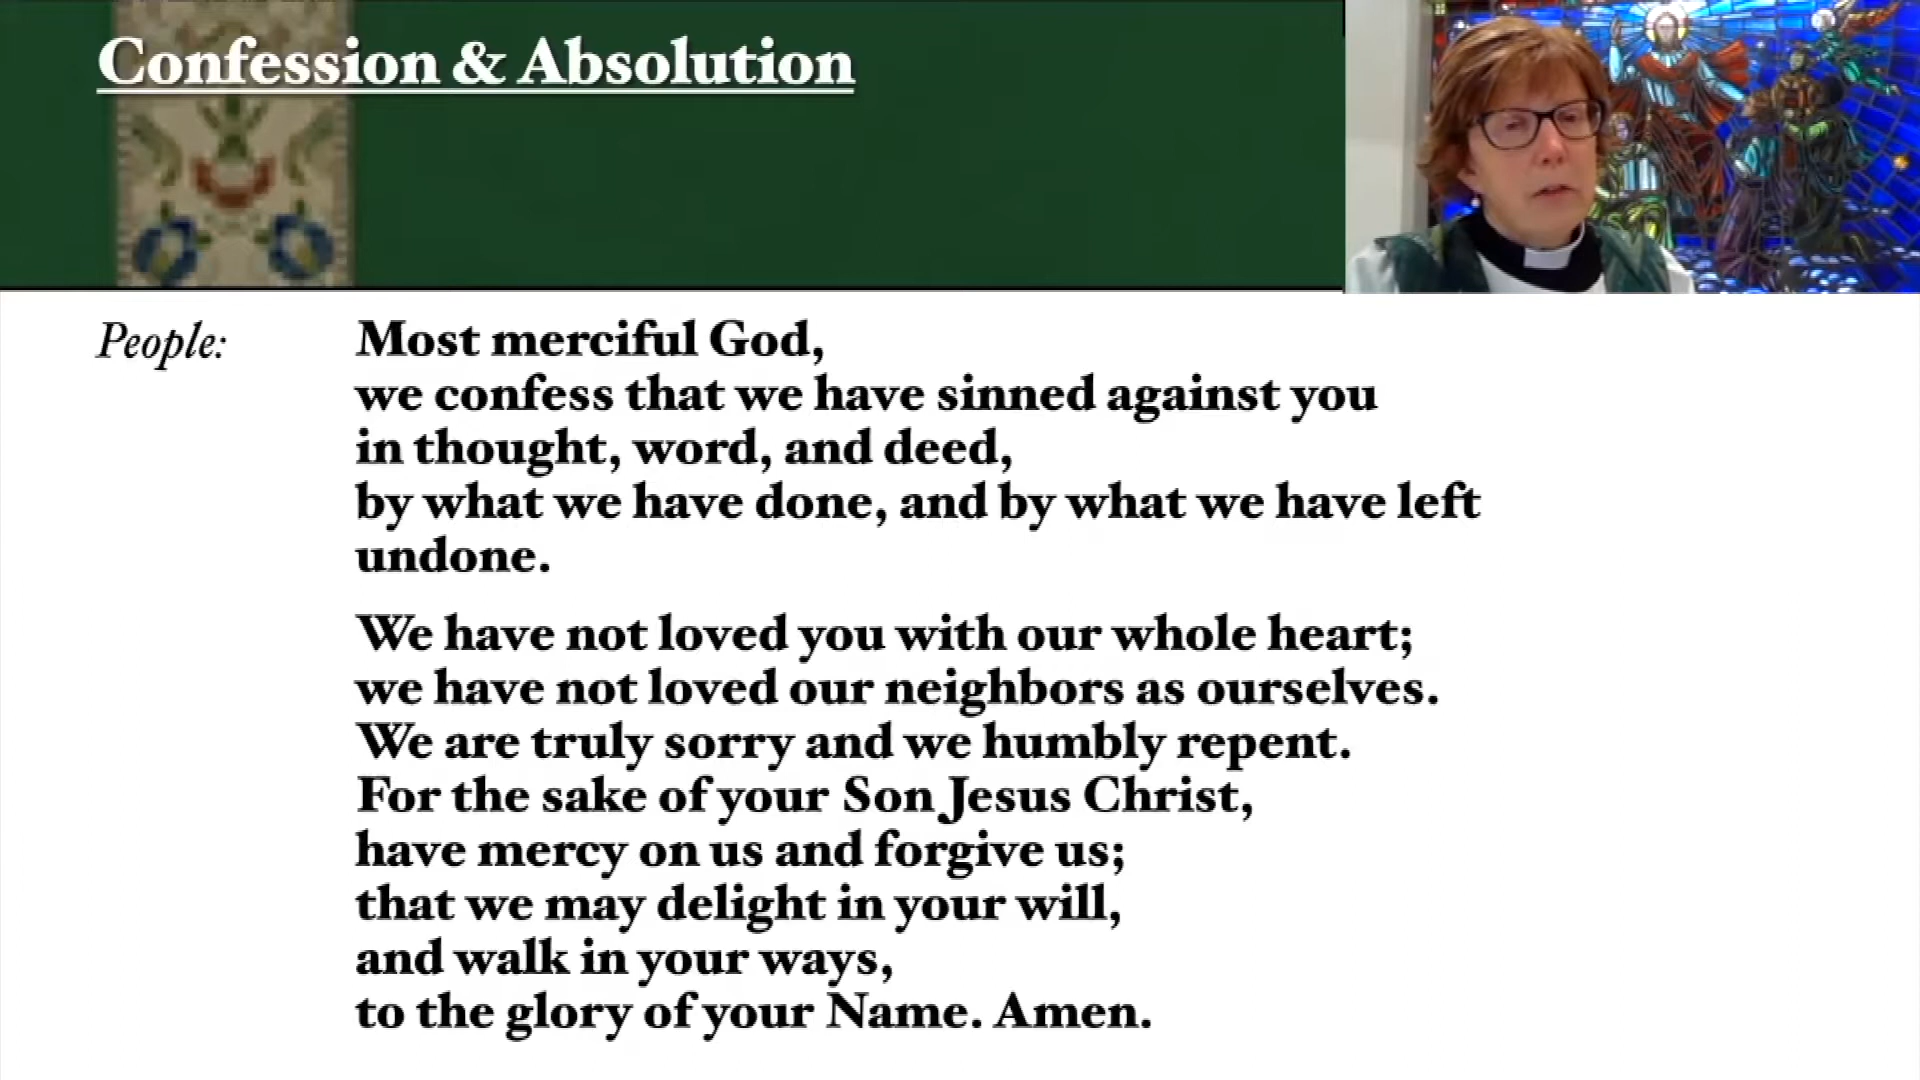 Confession & Absolution
People:
Most merciful God,
we confess that we have sinned against you
in thought, word, and deed,
by what we have done, and by what we have left
undone.
We have not loved you with our whole heart;
we have not loved our neighbors as ourselves.
We are truly sorry and we humbly repent.
For the sake of your Son Jesus Christ,
have mercy on us and forgive us;
that we may delight in your will,
and walk in your ways,
to the glory of your Name. Amen.